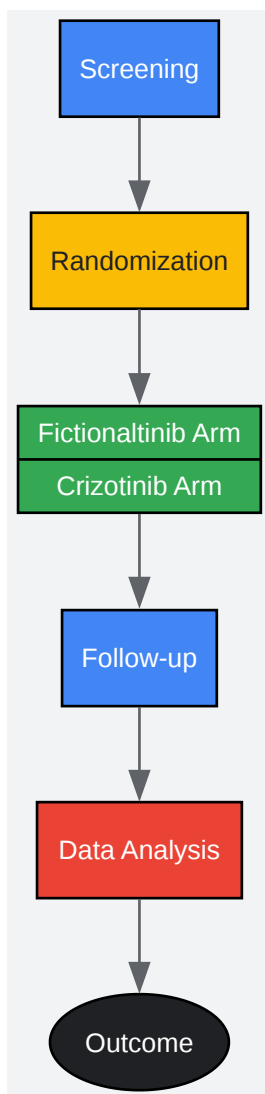 Screening
Randomization
Fictionaltinib Arm
Crizotinib Arm
Follow-up
Data Analysis
Outcome